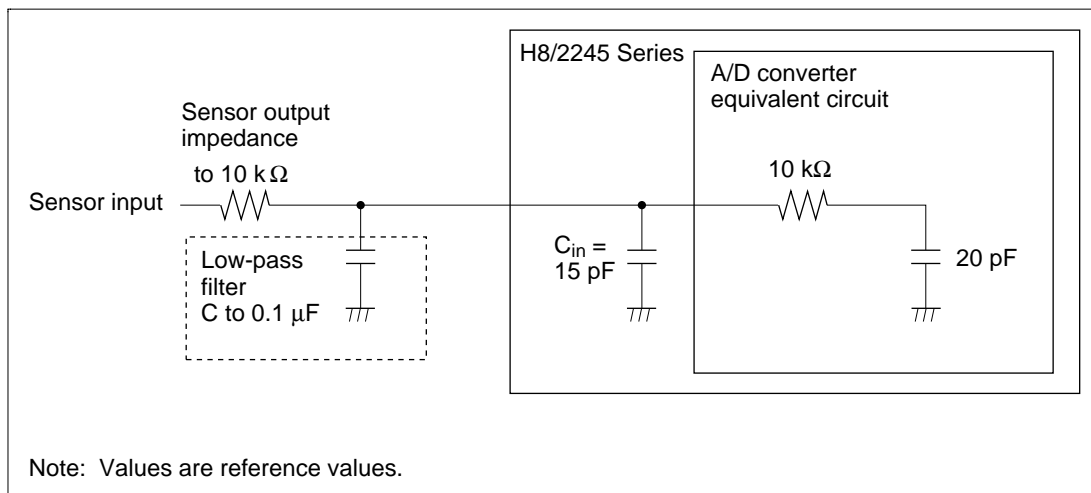 H8/2245 Series
A/D converter
equivalent circuit
Sensor output
impedance
to 10 kΩ
10 kΩ
Sensor input
Low-pass
filter
C to 0.1 μF
Cin =
15 pF
20 pF
Note: Values are reference values.